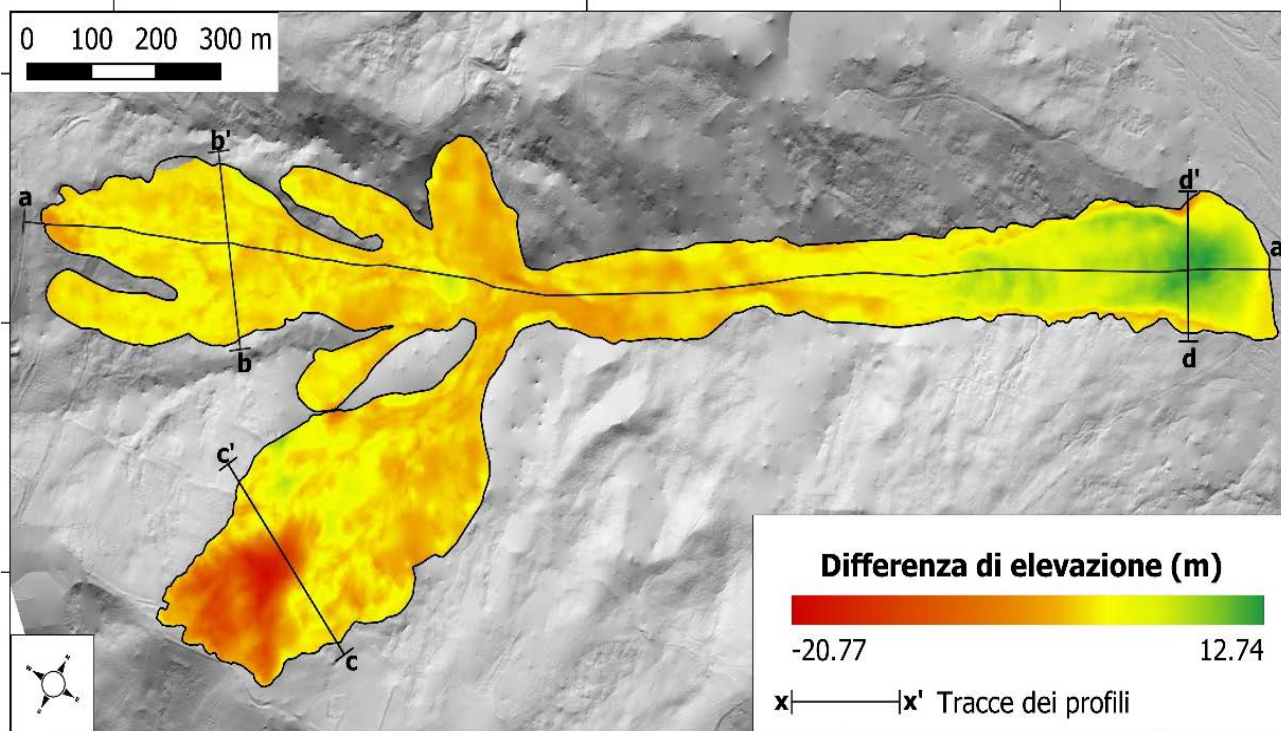 0 100 200 300 m
b'
a
d'
a
b
d
c'
c
Differenza di elevazione (m)
-20.77 12.74
x x' Tracce dei profili